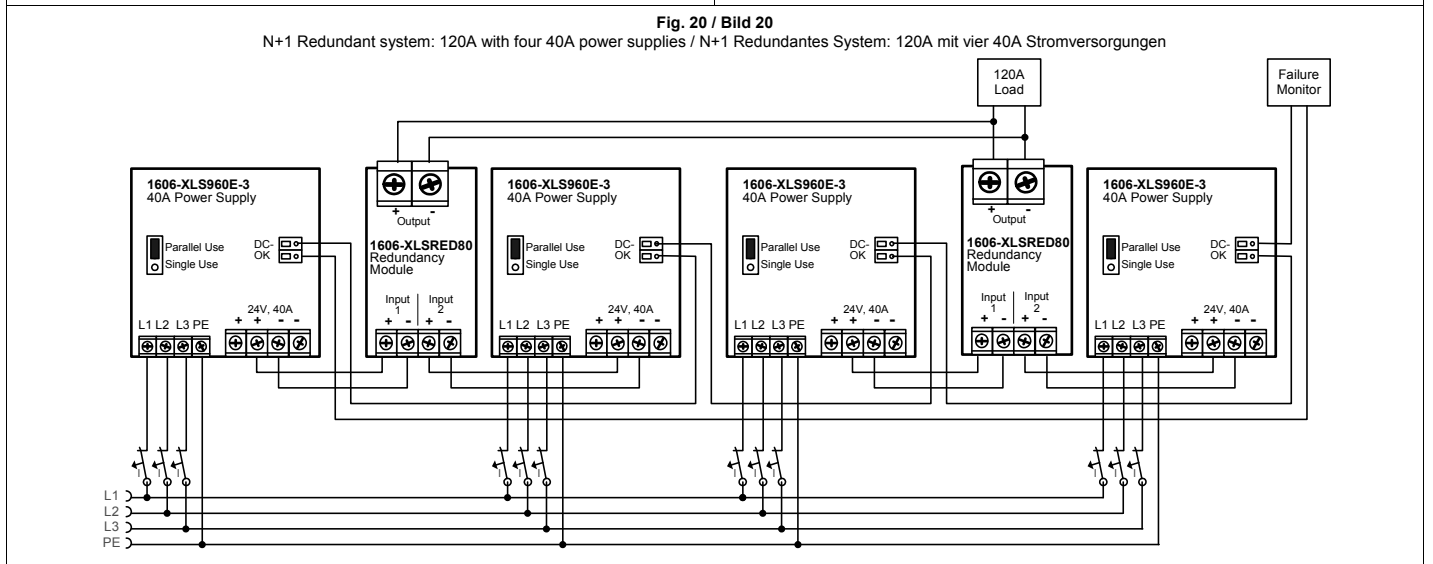 Fig. 20 / Bild 20
N+1 Redundant system: 120A with four 40A power supplies / N+1 Redundantes System: 120A mit vier 40A Stromversorgungen
120A
Load
Failure
Monitor
1606-XLS960E-3
40A Power Supply
Parallel Use
Single Use
DC-
OK
24V, 40A
+ + - -
L1 L2 L3 PE
+ -
Output
1606-XLSRED80
Redundancy
Module
Input
1
Input
2
+ - + -
1606-XLS960E-3
40A Power Supply
Parallel Use
Single Use
DC-
OK
24V, 40A
+ + - -
L1 L2 L3 PE
1606-XLS960E-3
40A Power Supply
Parallel Use
Single Use
DC-
OK
24V, 40A
+ + - -
L1 L2 L3 PE
+ -
Output
1606-XLSRED80
Redundancy
Module
Input
1
Input
2
+ - + -
1606-XLS960E-3
40A Power Supply
Parallel Use
Single Use
DC-
OK
24V, 40A
+ + - -
L1 L2 L3 PE
I I I
I I I
I I I
I I I
L1
L2
L3
PE